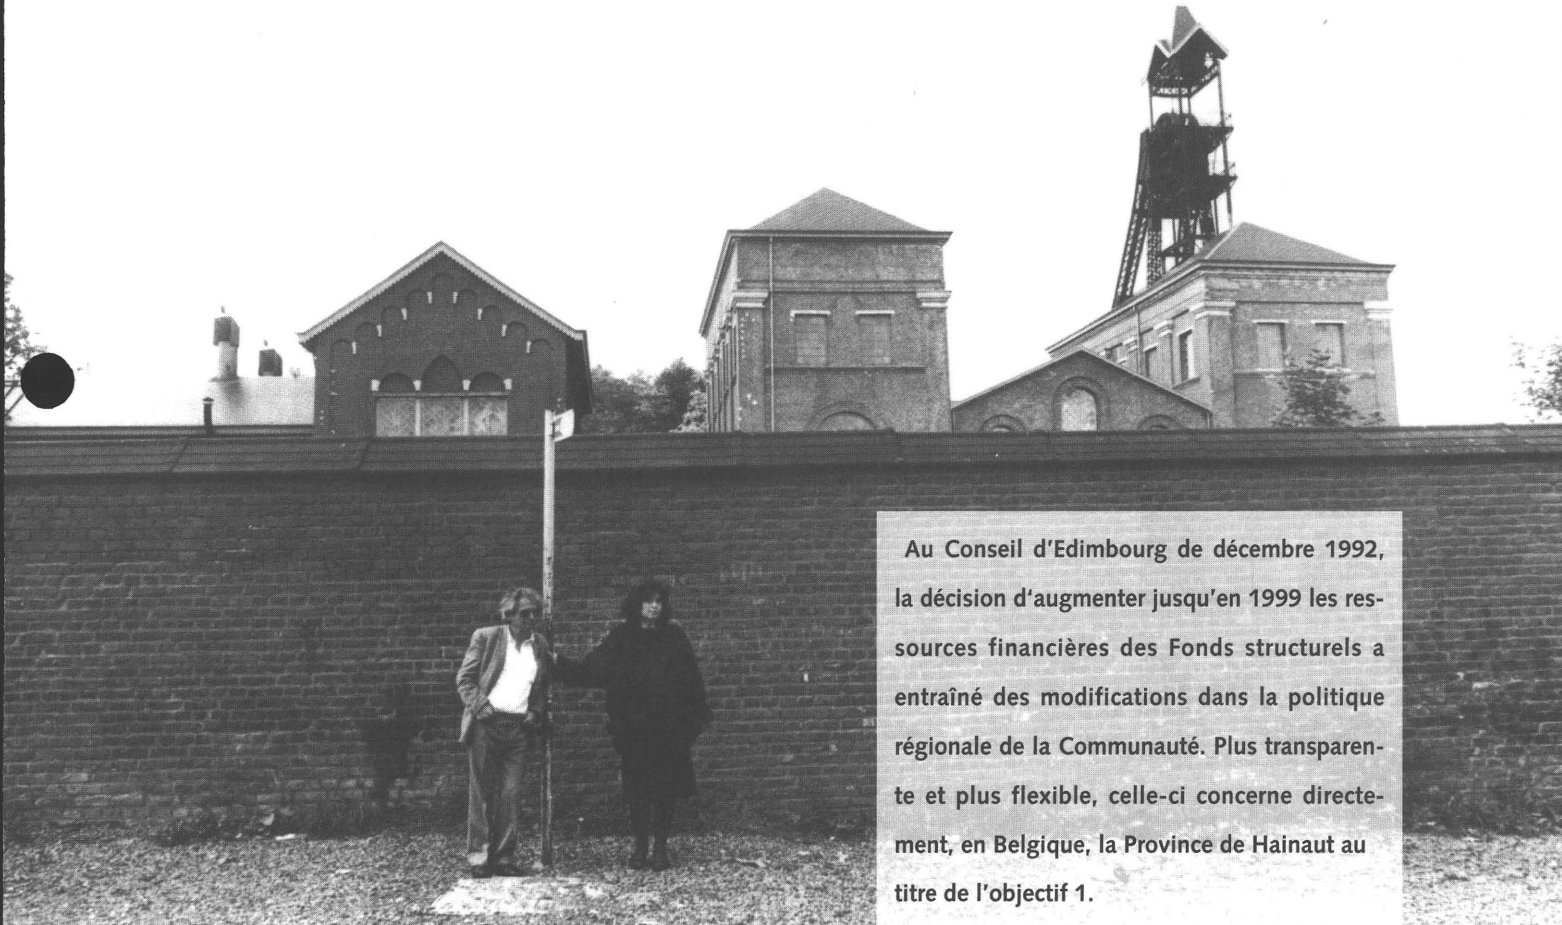 Au Conseil d'Edimbourg de décembre 1992,
la décision d‘augmenter jusqu'en 1999 les res-
sources financières des Fonds structurels a
entraîné des modifications dans la politique
régionale de la Communauté. Plus transparen-
te et plus flexible, celle-ci concerne directe-
ment, en Belgique, la Province de Hainaut au
titre de l'objectif 1.